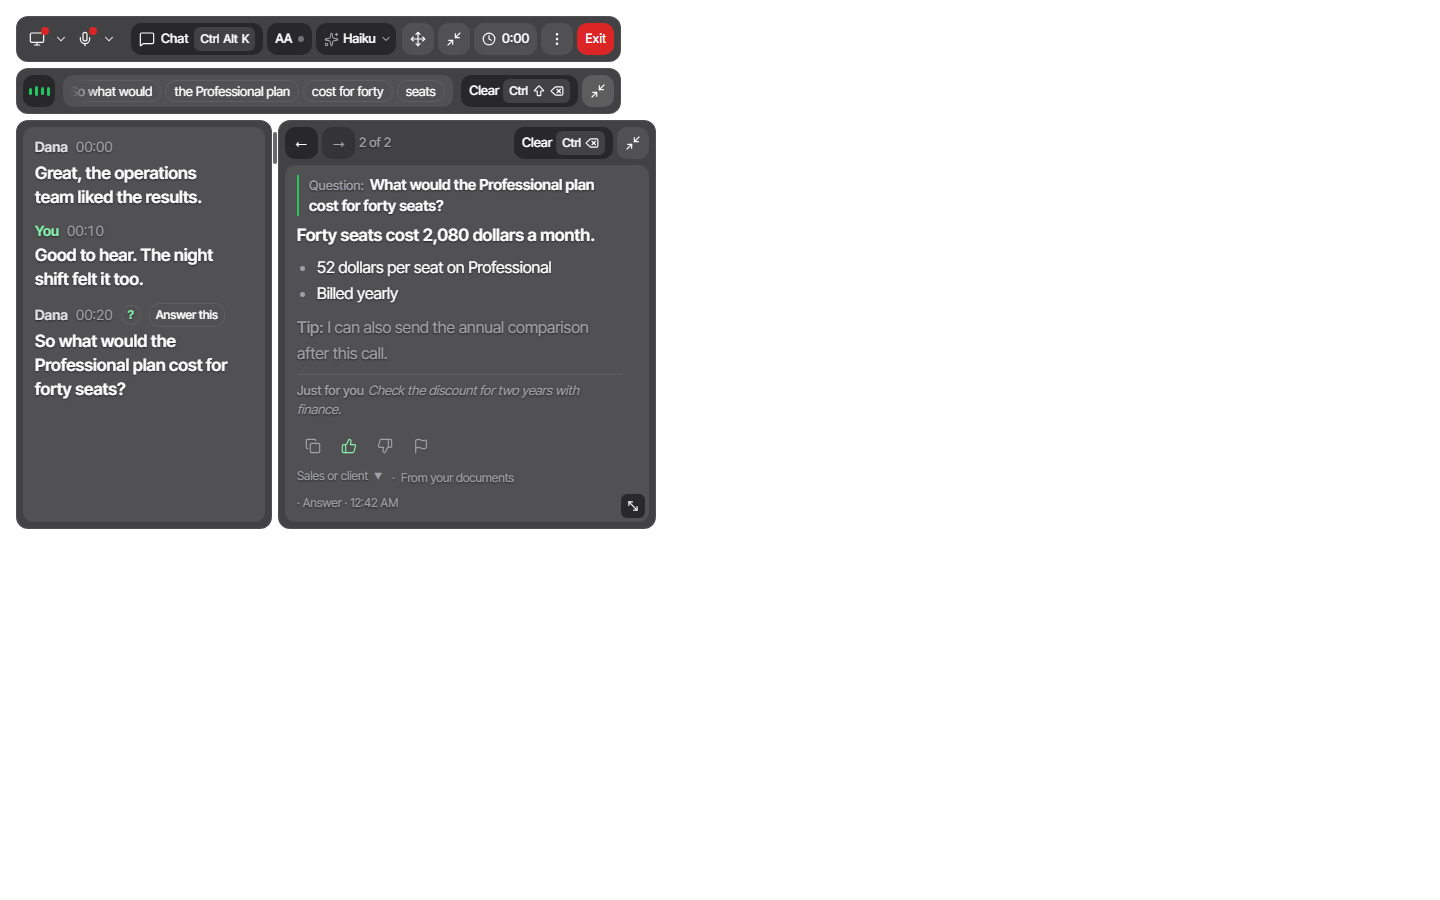 Chat Ctrl Alt K AA Haiku 0:00 Exit
So what would the Professional plan cost for forty seats Clear Ctrl
Dana 00:00
Great, the operations
team liked the results.
You 00:10
Good to hear. The night
shift felt it too.
Dana 00:20 ? Answer this
So what would the
Professional plan cost for
forty seats?
← → 2 of 2 Clear Ctrl
Question: What would the Professional plan
cost for forty seats?
Forty seats cost 2,080 dollars a month.
• 52 dollars per seat on Professional
• Billed yearly
Tip: I can also send the annual comparison
after this call.
Just for you Check the discount for two years with
finance.
Sales or client ▼ · From your documents
· Answer · 12:42 AM